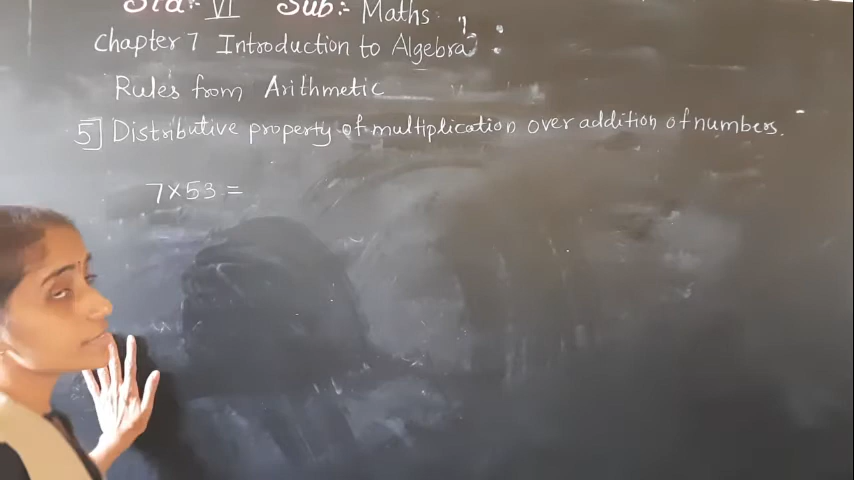 Std:- VI Sub:- Maths
Chapter 7 Introduction to Algebra
Rules from Arithmetic
5] Distributive property of multiplication over addition of numbers.
7×53=